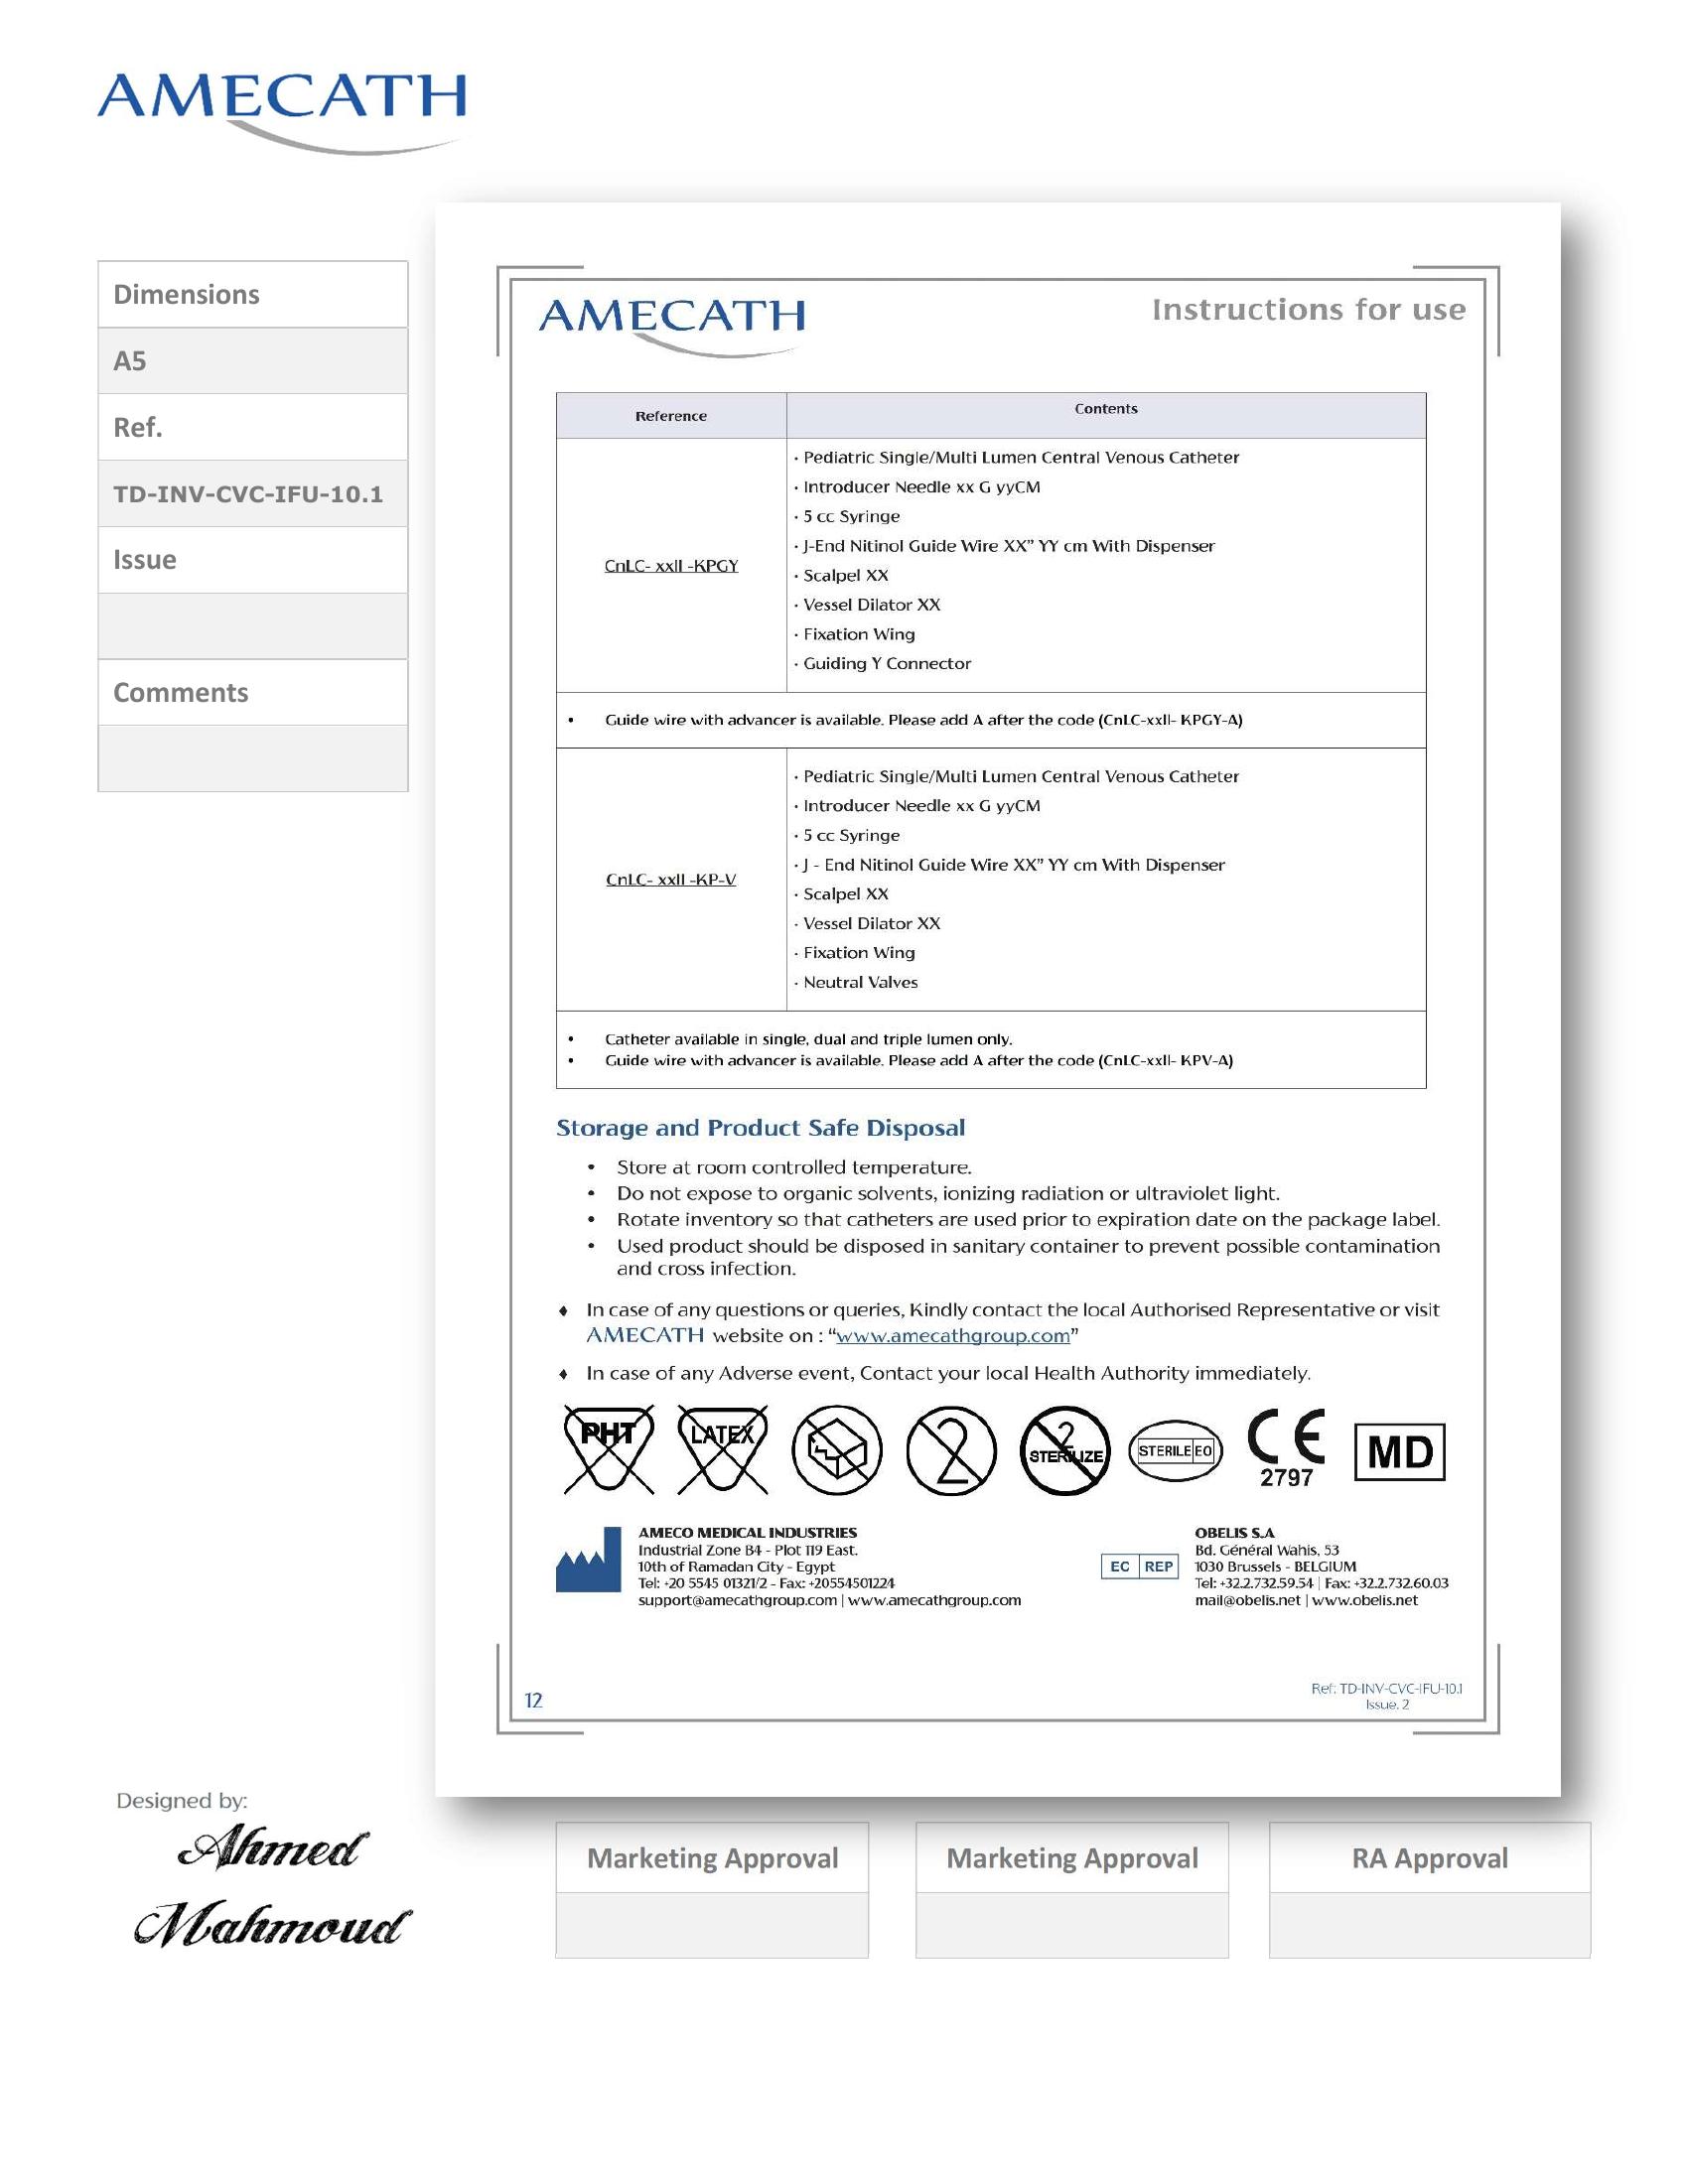 AMECATH
Dimensions
A5
Ref.
TD-INV-CVC-IFU-10.1
Issue
Comments
AMECATH
Instructions for use
Reference
Contents
CnLC- xxll -KPGY
· Pediatric Single/Multi Lumen Central Venous Catheter
· Introducer Needle xx G yyCM
· 5 cc Syringe
· J-End Nitinol Guide Wire XX” YY cm With Dispenser
· Scalpel XX
· Vessel Dilator XX
· Fixation Wing
· Guiding Y Connector
• Guide wire with advancer is available. Please add A after the code (CnLC-xxll- KPGY-A)
CnLC- xxll -KP-V
· Pediatric Single/Multi Lumen Central Venous Catheter
· Introducer Needle xx G yyCM
· 5 cc Syringe
· J - End Nitinol Guide Wire XX” YY cm With Dispenser
· Scalpel XX
· Vessel Dilator XX
· Fixation Wing
· Neutral Valves
• Catheter available in single, dual and triple lumen only.
• Guide wire with advancer is available. Please add A after the code (CnLC-xxll- KPV-A)
Storage and Product Safe Disposal
• Store at room controlled temperature.
• Do not expose to organic solvents, ionizing radiation or ultraviolet light.
• Rotate inventory so that catheters are used prior to expiration date on the package label.
• Used product should be disposed in sanitary container to prevent possible contamination
and cross infection.
♦ In case of any questions or queries, Kindly contact the local Authorised Representative or visit
AMECATH website on : “www.amecathgroup.com”
♦ In case of any Adverse event, Contact your local Health Authority immediately.
PHT
LATEX
2
2
STERILIZE
STERILE EO
CE
2797
MD
AMECO MEDICAL INDUSTRIES
Industrial Zone B4 - Plot 119 East.
10th of Ramadan City - Egypt
Tel: +20 5545 01321/2 - Fax: +20554501224
support@amecathgroup.com | www.amecathgroup.com
EC REP
OBELIS S.A
Bd. Général Wahis, 53
1030 Brussels - BELGIUM
Tel: +32.2.732.59.54 | Fax: +32.2.732.60.03
mail@obelis.net | www.obelis.net
12
Ref: TD-INV-CVC-IFU-10.1
Issue. 2
Designed by:
Ahmed
Mahmoud
Marketing Approval
Marketing Approval
RA Approval